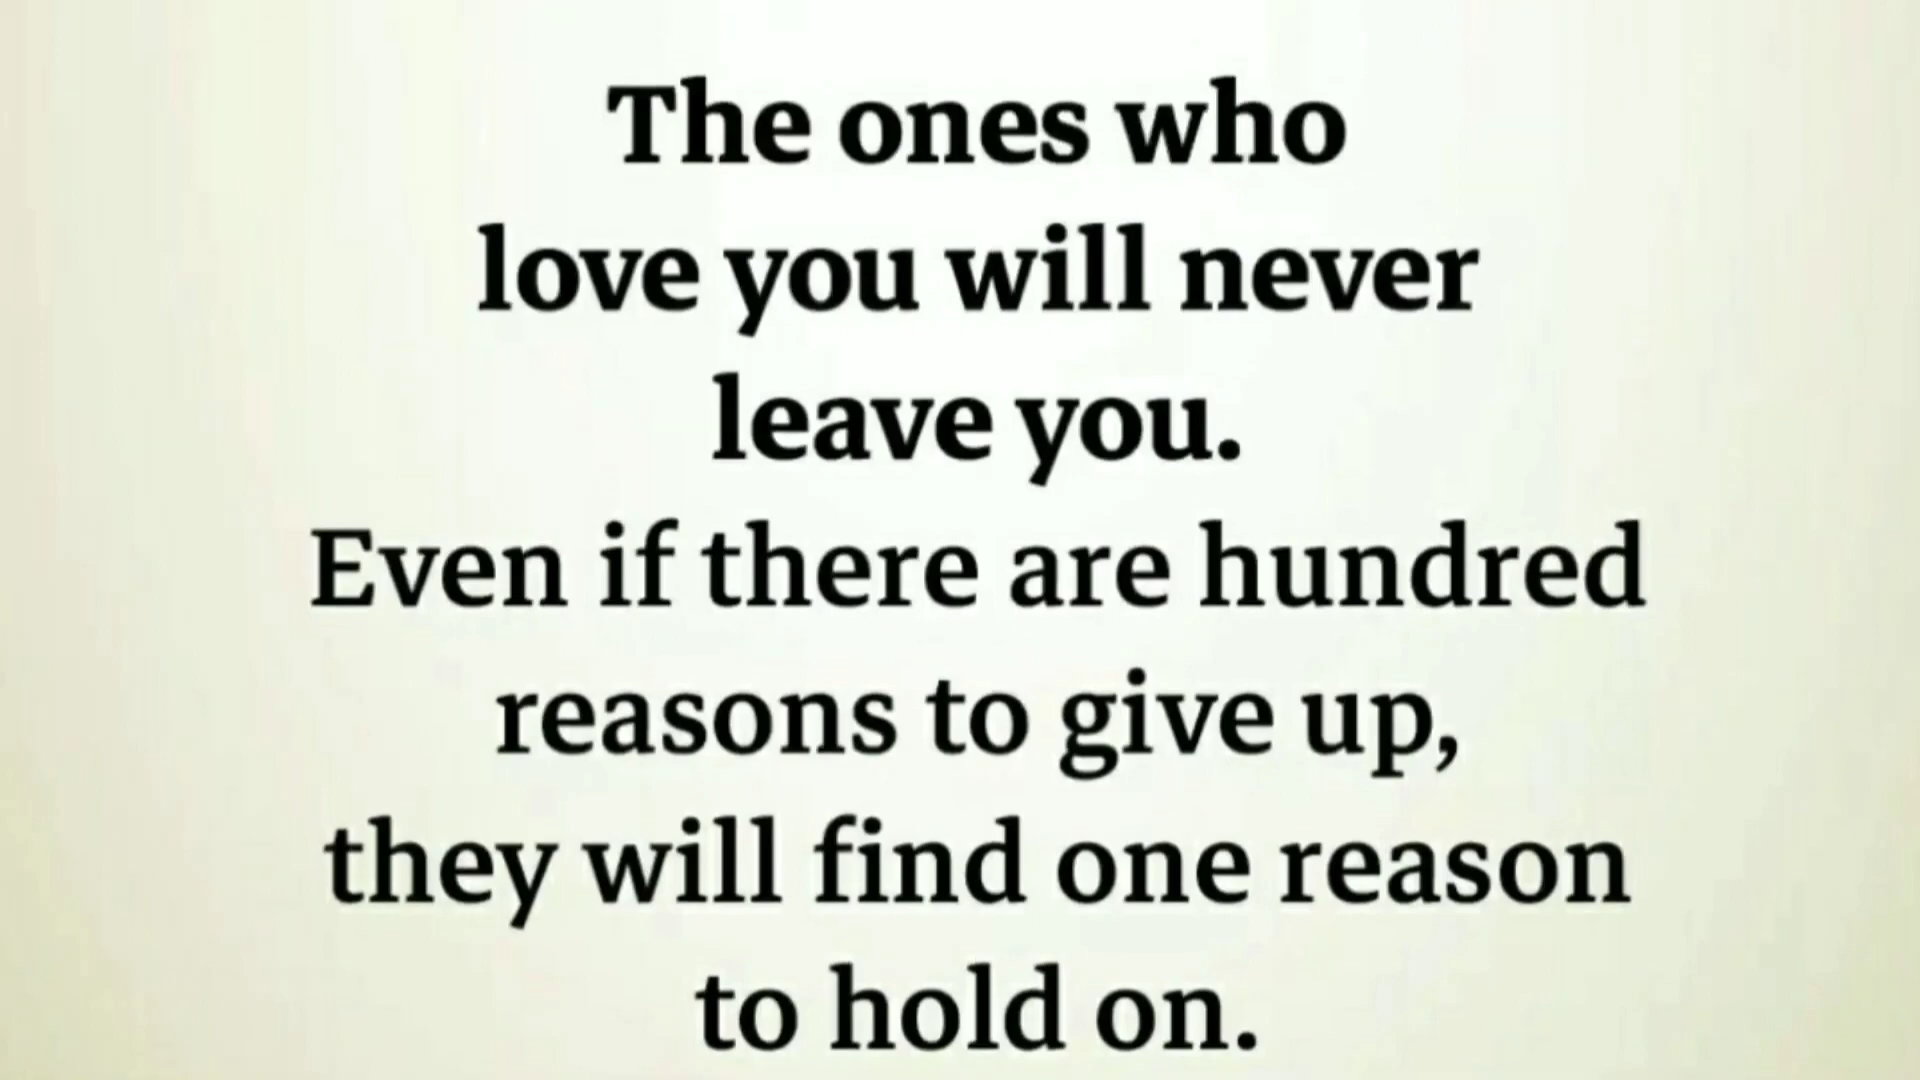 The ones who
love you will never
leave you.
Even if there are hundred
reasons to give up,
they will find one reason
to hold on.